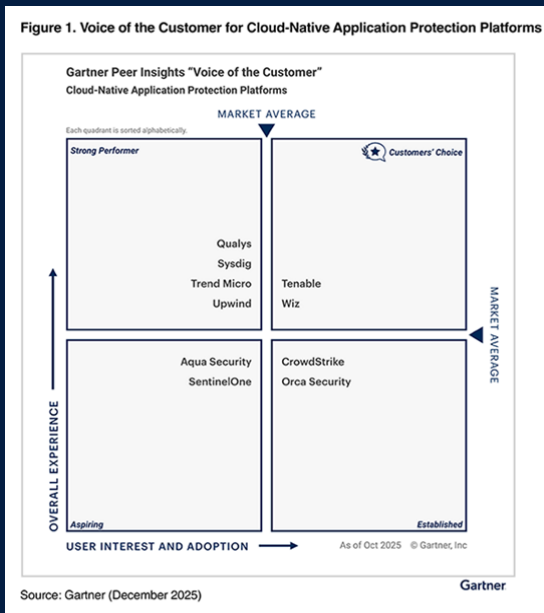 Figure 1. Voice of the Customer for Cloud-Native Application Protection Platforms
Gartner Peer Insights “Voice of the Customer”
Cloud-Native Application Protection Platforms
MARKET AVERAGE
Each quadrant is sorted alphabetically.
Strong Performer
Customers’ Choice
Qualys
Sysdig
Trend Micro
Upwind
Tenable
Wiz
MARKET AVERAGE
Aqua Security
SentinelOne
CrowdStrike
Orca Security
OVERALL EXPERIENCE
Aspiring
Established
USER INTEREST AND ADOPTION
As of Oct 2025 © Gartner, Inc
Gartner
Source: Gartner (December 2025)